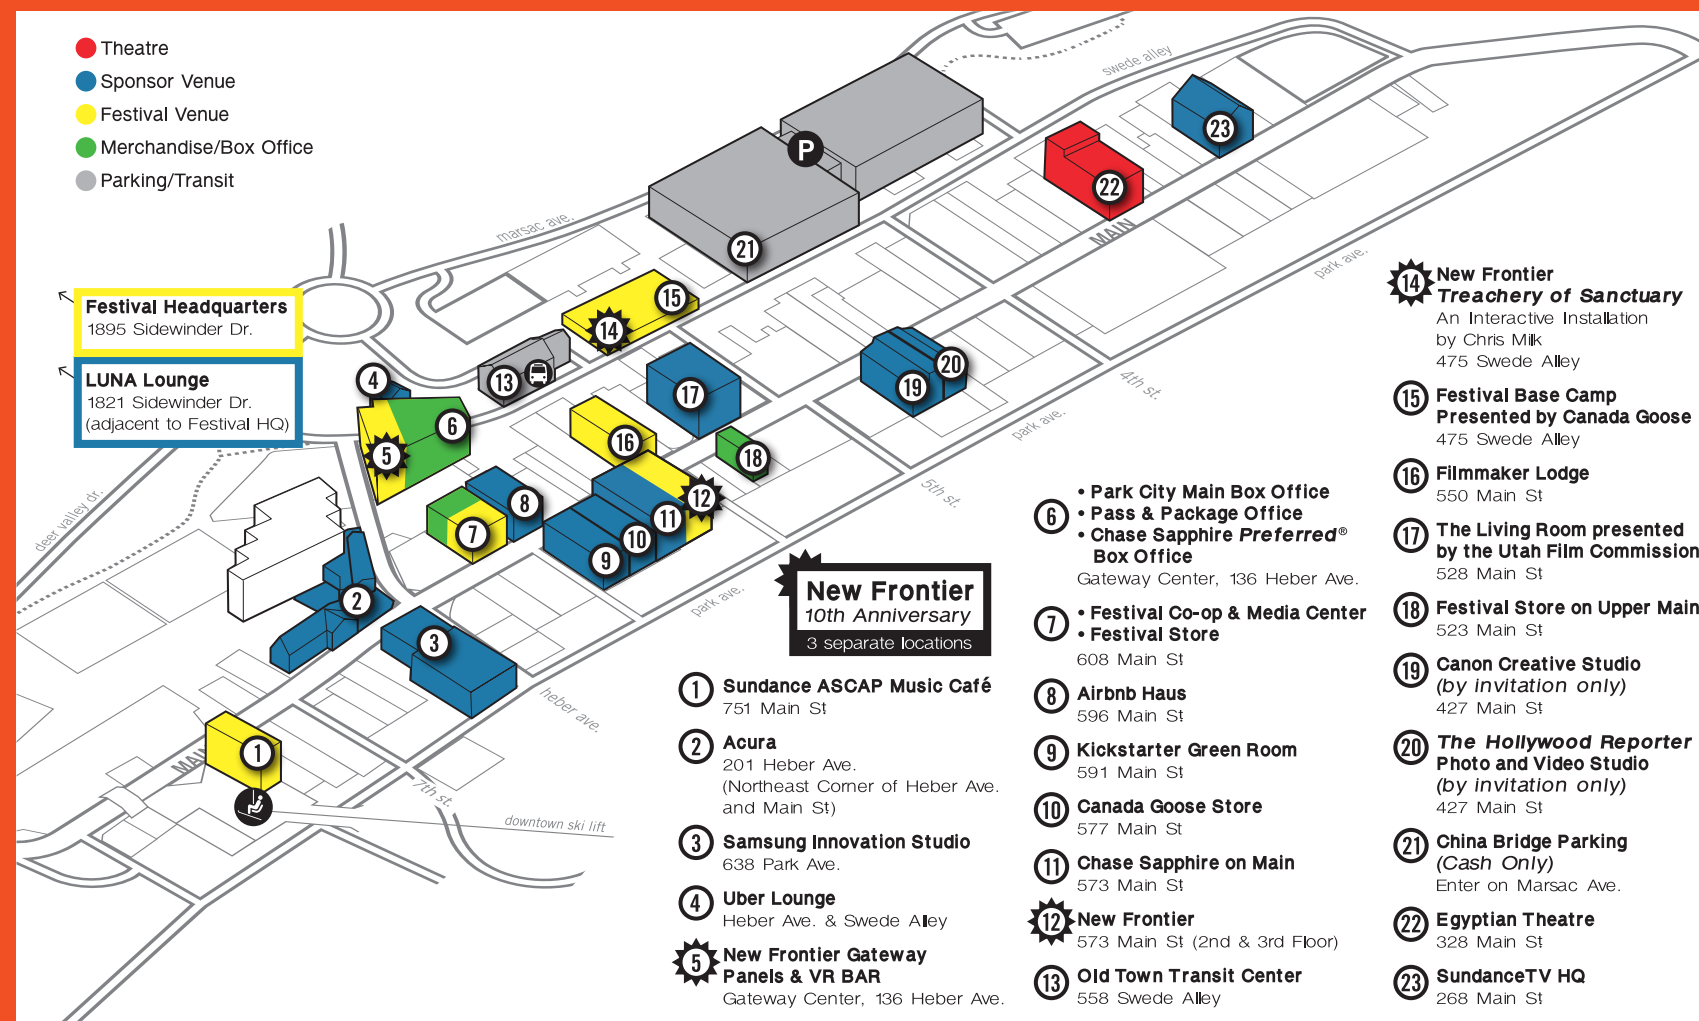 Theatre
Sponsor Venue
Festival Venue
Merchandise/Box Office
Parking/Transit
swede alley
marsac ave.
P
23
22
21
MAIN
park ave.
Festival Headquarters
1895 Sidewinder Dr.
LUNA Lounge
1821 Sidewinder Dr.
(adjacent to Festival HQ)
15
14
13
4
6
5
17
20
19
16
18
12
11
10
9
8
7
4th st.
park ave.
5th st.
park ave.
deer valley dr.
2
3
heber ave.
1
MAIN
7th st.
downtown ski lift
New Frontier
10th Anniversary
3 separate locations
1 Sundance ASCAP Music Café
751 Main St
2 Acura
201 Heber Ave.
(Northeast Corner of Heber Ave.
and Main St)
3 Samsung Innovation Studio
638 Park Ave.
4 Uber Lounge
Heber Ave. & Swede Alley
5 New Frontier Gateway
Panels & VR BAR
Gateway Center, 136 Heber Ave.
6 • Park City Main Box Office
• Pass & Package Office
• Chase Sapphire Preferred®
Box Office
Gateway Center, 136 Heber Ave.
7 • Festival Co-op & Media Center
• Festival Store
608 Main St
8 Airbnb Haus
596 Main St
9 Kickstarter Green Room
591 Main St
10 Canada Goose Store
577 Main St
11 Chase Sapphire on Main
573 Main St
12 New Frontier
573 Main St (2nd & 3rd Floor)
13 Old Town Transit Center
558 Swede Alley
14 New Frontier
Treachery of Sanctuary
An Interactive Installation
by Chris Milk
475 Swede Alley
15 Festival Base Camp
Presented by Canada Goose
475 Swede Alley
16 Filmmaker Lodge
550 Main St
17 The Living Room presented
by the Utah Film Commission
528 Main St
18 Festival Store on Upper Main
523 Main St
19 Canon Creative Studio
(by invitation only)
427 Main St
20 The Hollywood Reporter
Photo and Video Studio
(by invitation only)
427 Main St
21 China Bridge Parking
(Cash Only)
Enter on Marsac Ave.
22 Egyptian Theatre
328 Main St
23 SundanceTV HQ
268 Main St